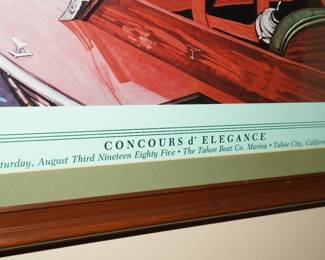 CONCOURS d' ELEGANCE
aturday, August Third Nineteen Eighty Five • The Tahoe Boat Co. Marina • Tahoe City, Californ